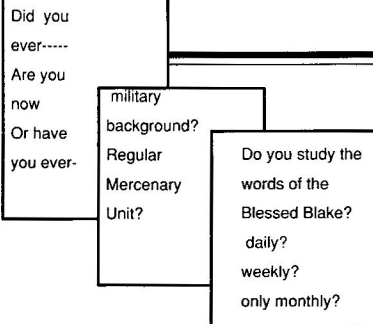 Did you
ever-----
Are you
now
Or have
you ever-
military
background?
Regular
Mercenary
Unit?
Do you study the
words of the
Blessed Blake?
daily?
weekly?
only monthly?